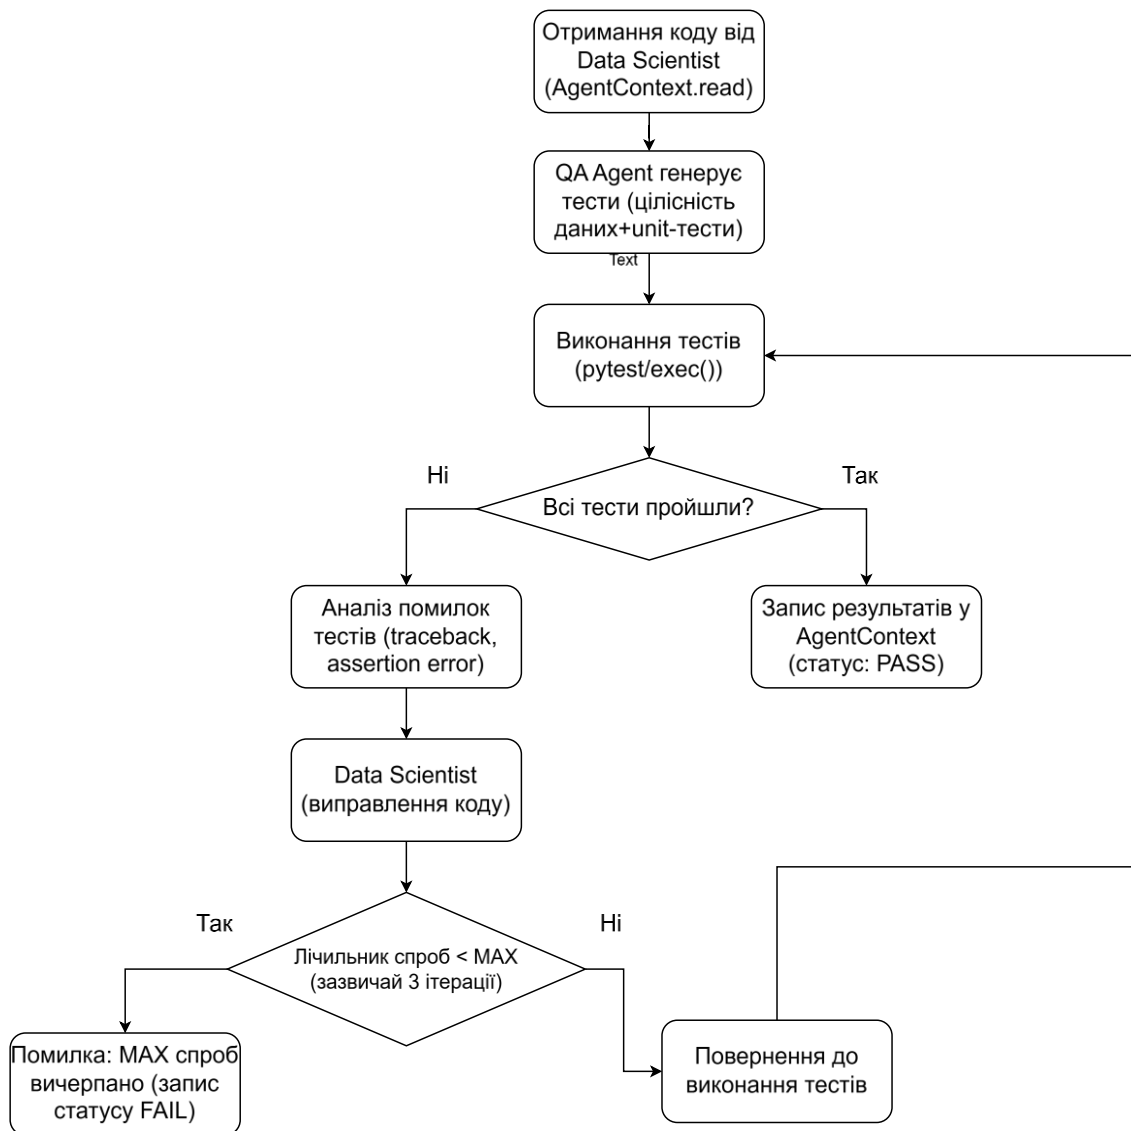 Отримання коду від
Data Scientist
(AgentContext.read)
QA Agent генерує
тести (цілісність
даних+unit-тести)
Text
Виконання тестів
(pytest/exec())
Ні
Так
Всі тести пройшли?
Аналіз помилок
тестів (traceback,
assertion error)
Запис результатів у
AgentContext
(статус: PASS)
Data Scientist
(виправлення коду)
Так
Ні
Лічильник спроб < MAX
(зазвичай 3 ітерації)
Помилка: MAX спроб
вичерпано (запис
статусу FAIL)
Повернення до
виконання тестів